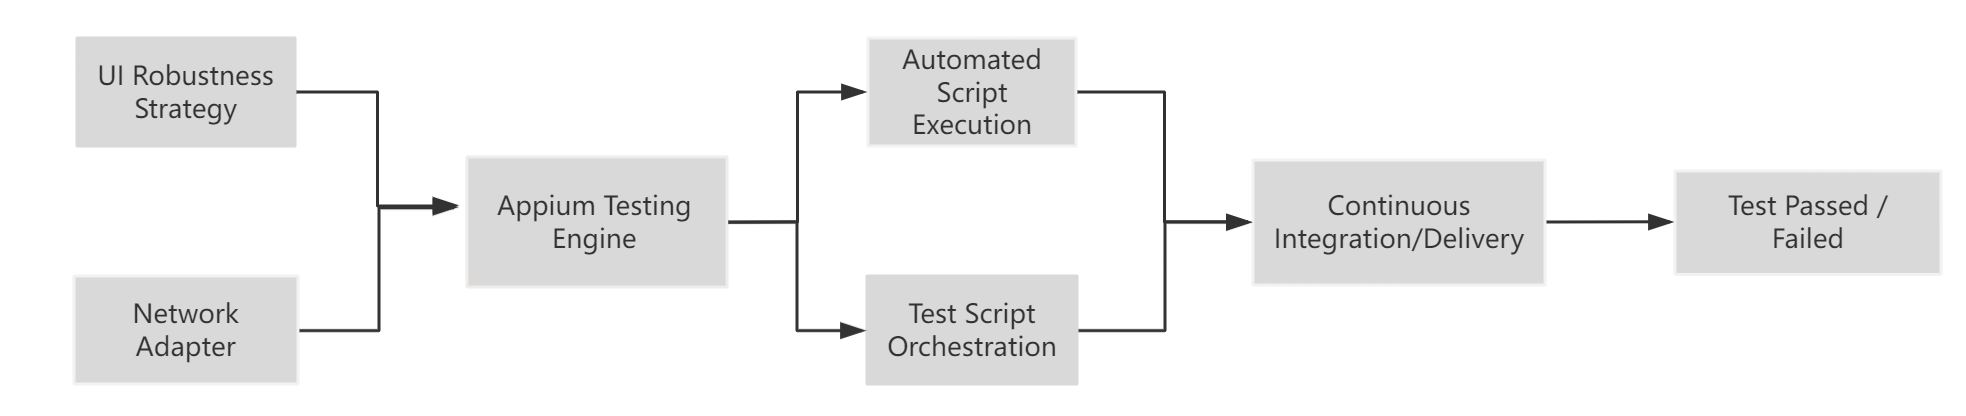 UI Robustness
Strategy
Network
Adapter
Appium Testing
Engine
Automated
Script
Execution
Test Script
Orchestration
Continuous
Integration/Delivery
Test Passed /
Failed